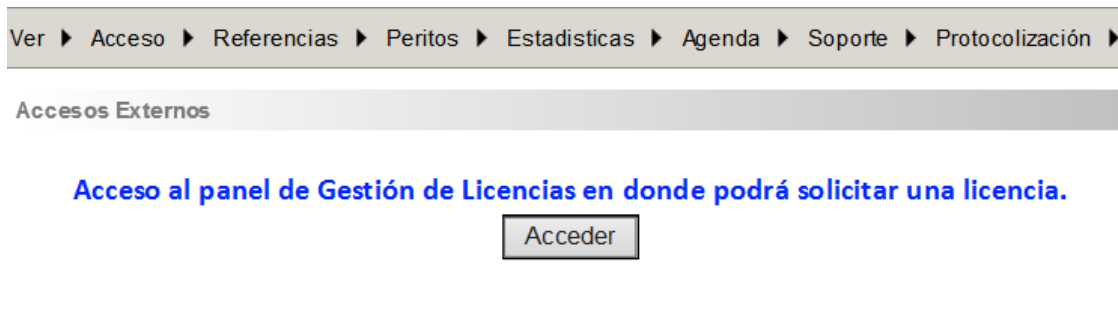 Ver ▶ Acceso ▶ Referencias ▶ Peritos ▶ Estadisticas ▶ Agenda ▶ Soporte ▶ Protocolización ▶
Accesos Externos
Acceso al panel de Gestión de Licencias en donde podrá solicitar una licencia.
Acceder